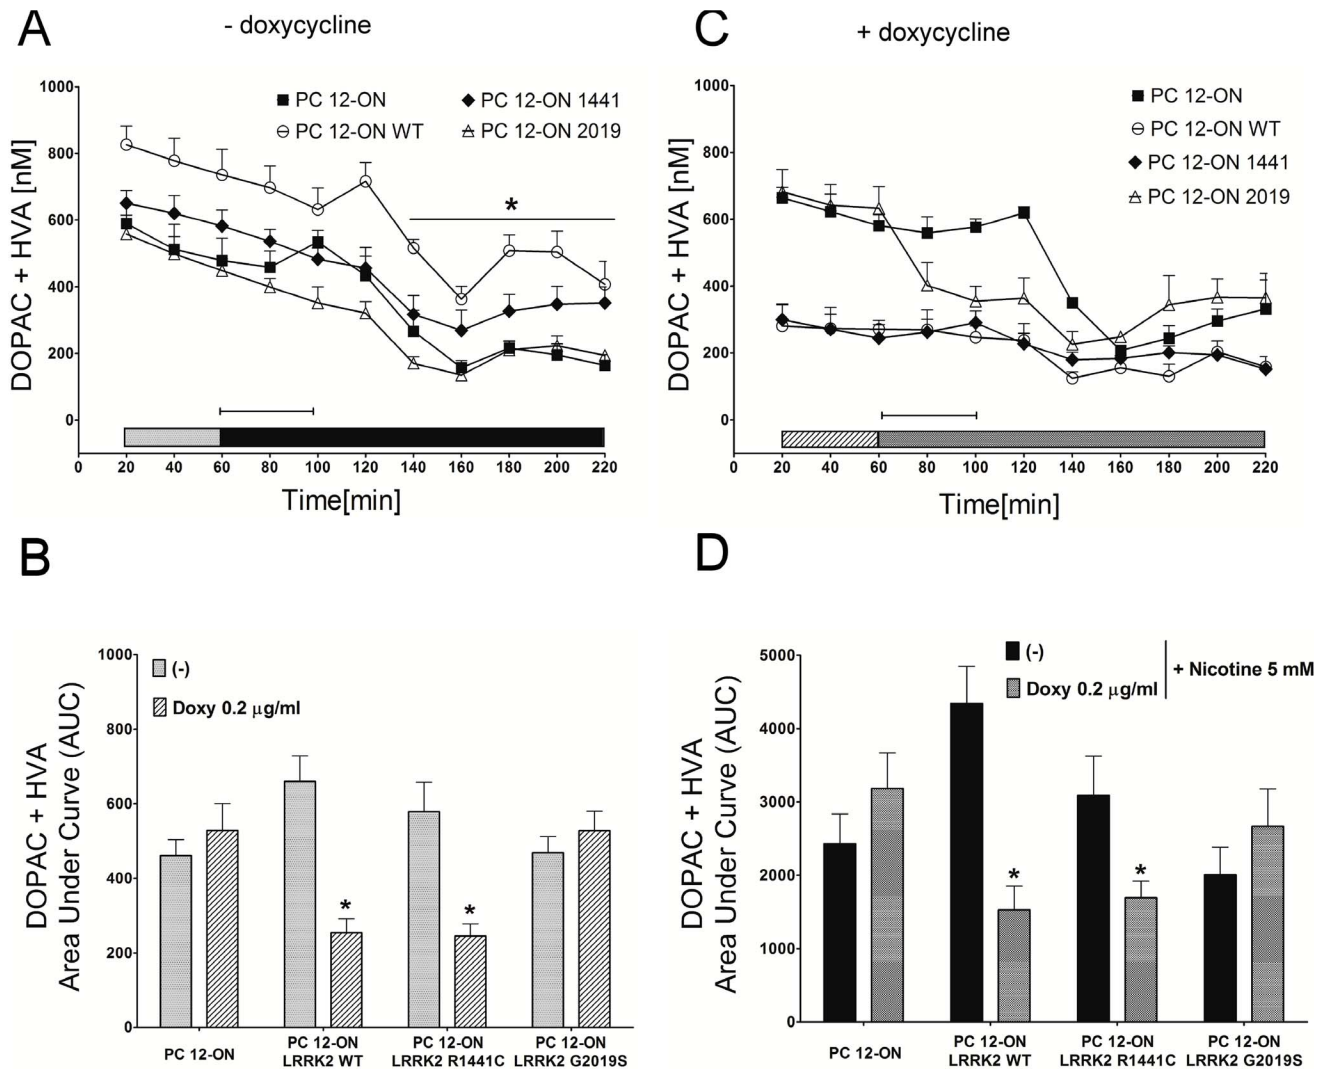 A
- doxycycline
1000
800
600
400
200
0
DOPAC + HVA [nM]
PC 12-ON
PC 12-ON 1441
PC 12-ON WT
PC 12-ON 2019
*
0 20 40 60 80 100 120 140 160 180 200 220
Time[min]
C
+ doxycycline
1000
800
600
400
200
0
DOPAC + HVA [nM]
PC 12-ON
PC 12-ON WT
PC 12-ON 1441
PC 12-ON 2019
0 20 40 60 80 100 120 140 160 180 200 220
Time[min]
B
1000
800
600
400
200
0
DOPAC + HVA
Area Under Curve (AUC)
(-)
Doxy 0.2 µg/ml
*
*
PC 12-ON
PC 12-ON
LRRK2 WT
PC 12-ON
LRRK2 R1441C
PC 12-ON
LRRK2 G2019S
D
5000
4000
3000
2000
1000
0
DOPAC + HVA
Area Under Curve (AUC)
(-)
Doxy 0.2 µg/ml
+ Nicotine 5 mM
*
*
PC 12-ON
PC 12-ON
LRRK2 WT
PC 12-ON
LRRK2 R1441C
PC 12-ON
LRRK2 G2019S